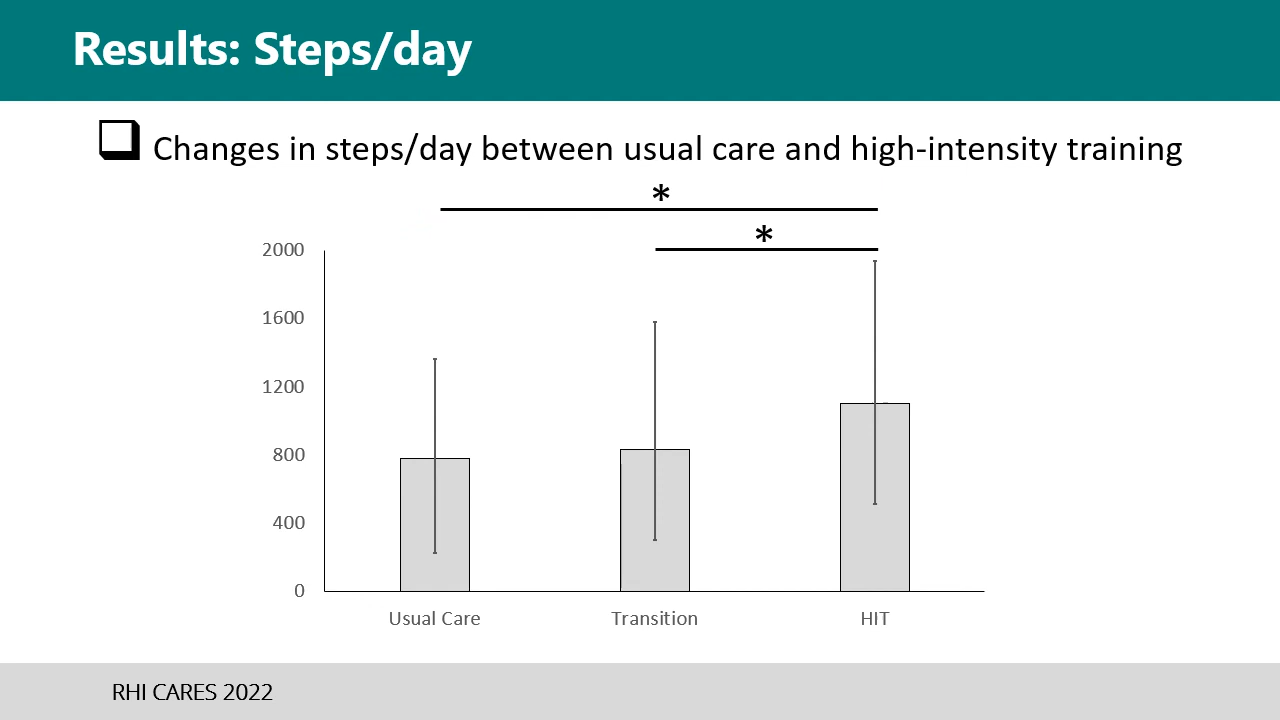 Results: Steps/day
Changes in steps/day between usual care and high-intensity training
*
*
2000
1600
1200
800
400
0
Usual Care Transition HIT
RHI CARES 2022